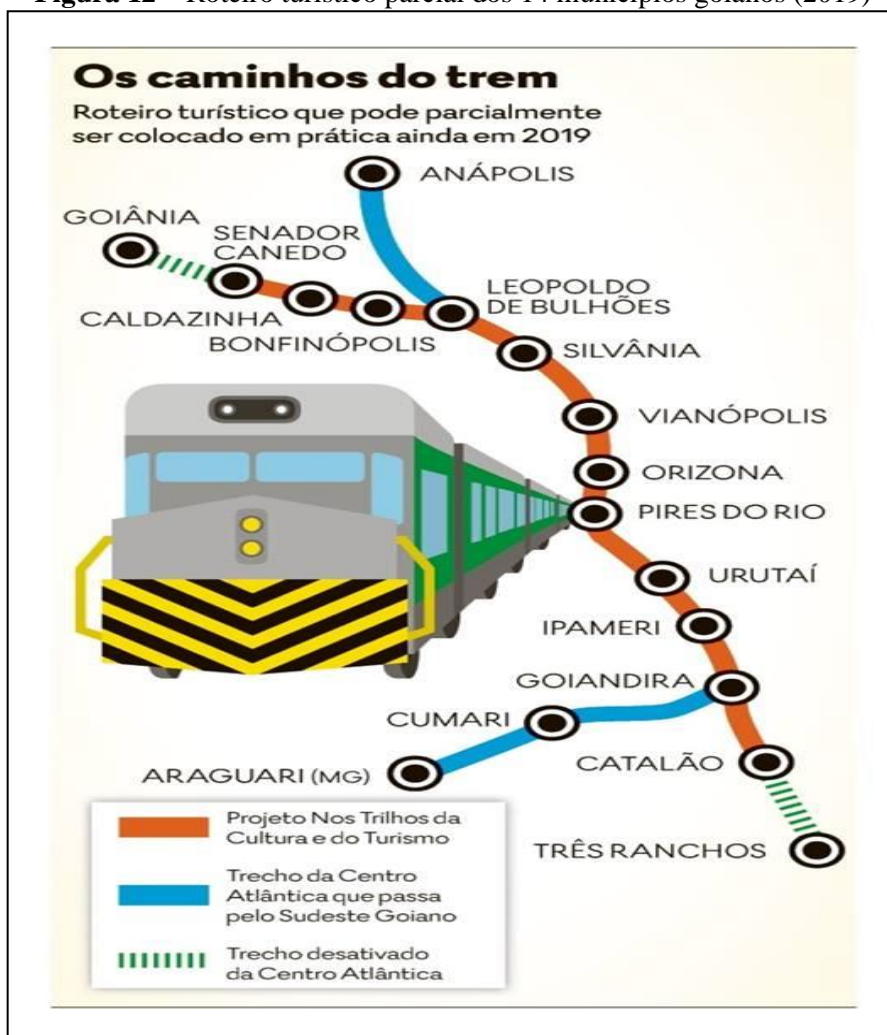 Figura 12 – Roteiro turístico parcial dos 14 municípios goianos (2019)
Os caminhos do trem
Roteiro turístico que pode parcialmente
ser colocado em prática ainda em 2019
ANÁPOLIS
GOIÂNIA
SENADOR
CANEDO
LEOPOLDO
DE BULHÕES
CALDAZINHA
BONFINÓPOLIS
SILVÂNIA
VIANÓPOLIS
ORIZONA
PIRES DO RIO
URUTAÍ
IPAMERI
GOIANDIRA
CUMARI
CATALÃO
ARAGUARI (MG)
TRÊS RANCHOS
Projeto Nos Trilhos da
Cultura e do Turismo
Trecho da Centro
Atlântica que passa
pelo Sudeste Goiano
Trecho desativado
da Centro Atlântica